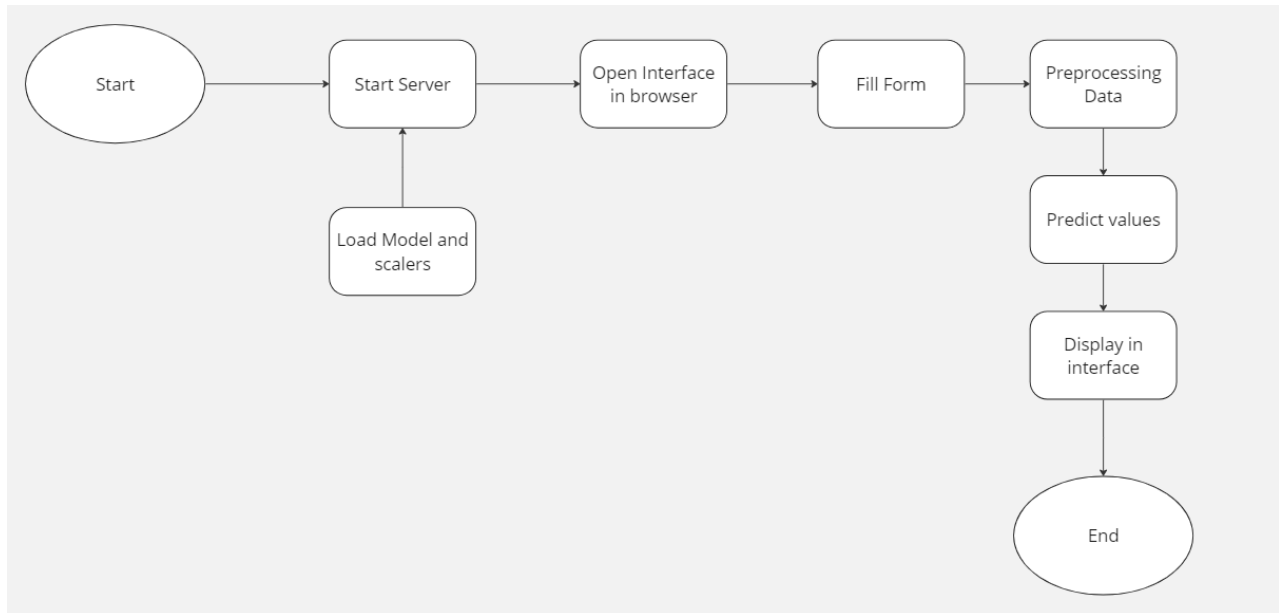 Start
Start Server
Open Interface
in browser
Fill Form
Preprocessing
Data
Load Model and
scalers
Predict values
Display in
interface
End